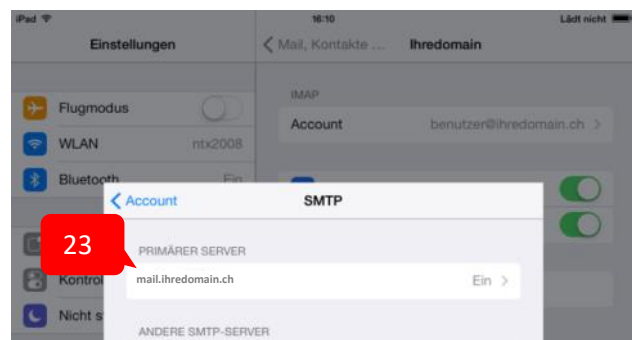 iPad 16:10 Lädt nicht
Einstellungen
Mail, Kontakte ... Ihredomain
IMAP
Flugmodus
Account benutzer@ihredomain.ch
WLAN ntx2008
Bluetooth Ein
Account SMTP
23
PRIMÄRER SERVER
Kontrol
mail.ihredomain.ch Ein
Nicht s
ANDERE SMTP-SERVER